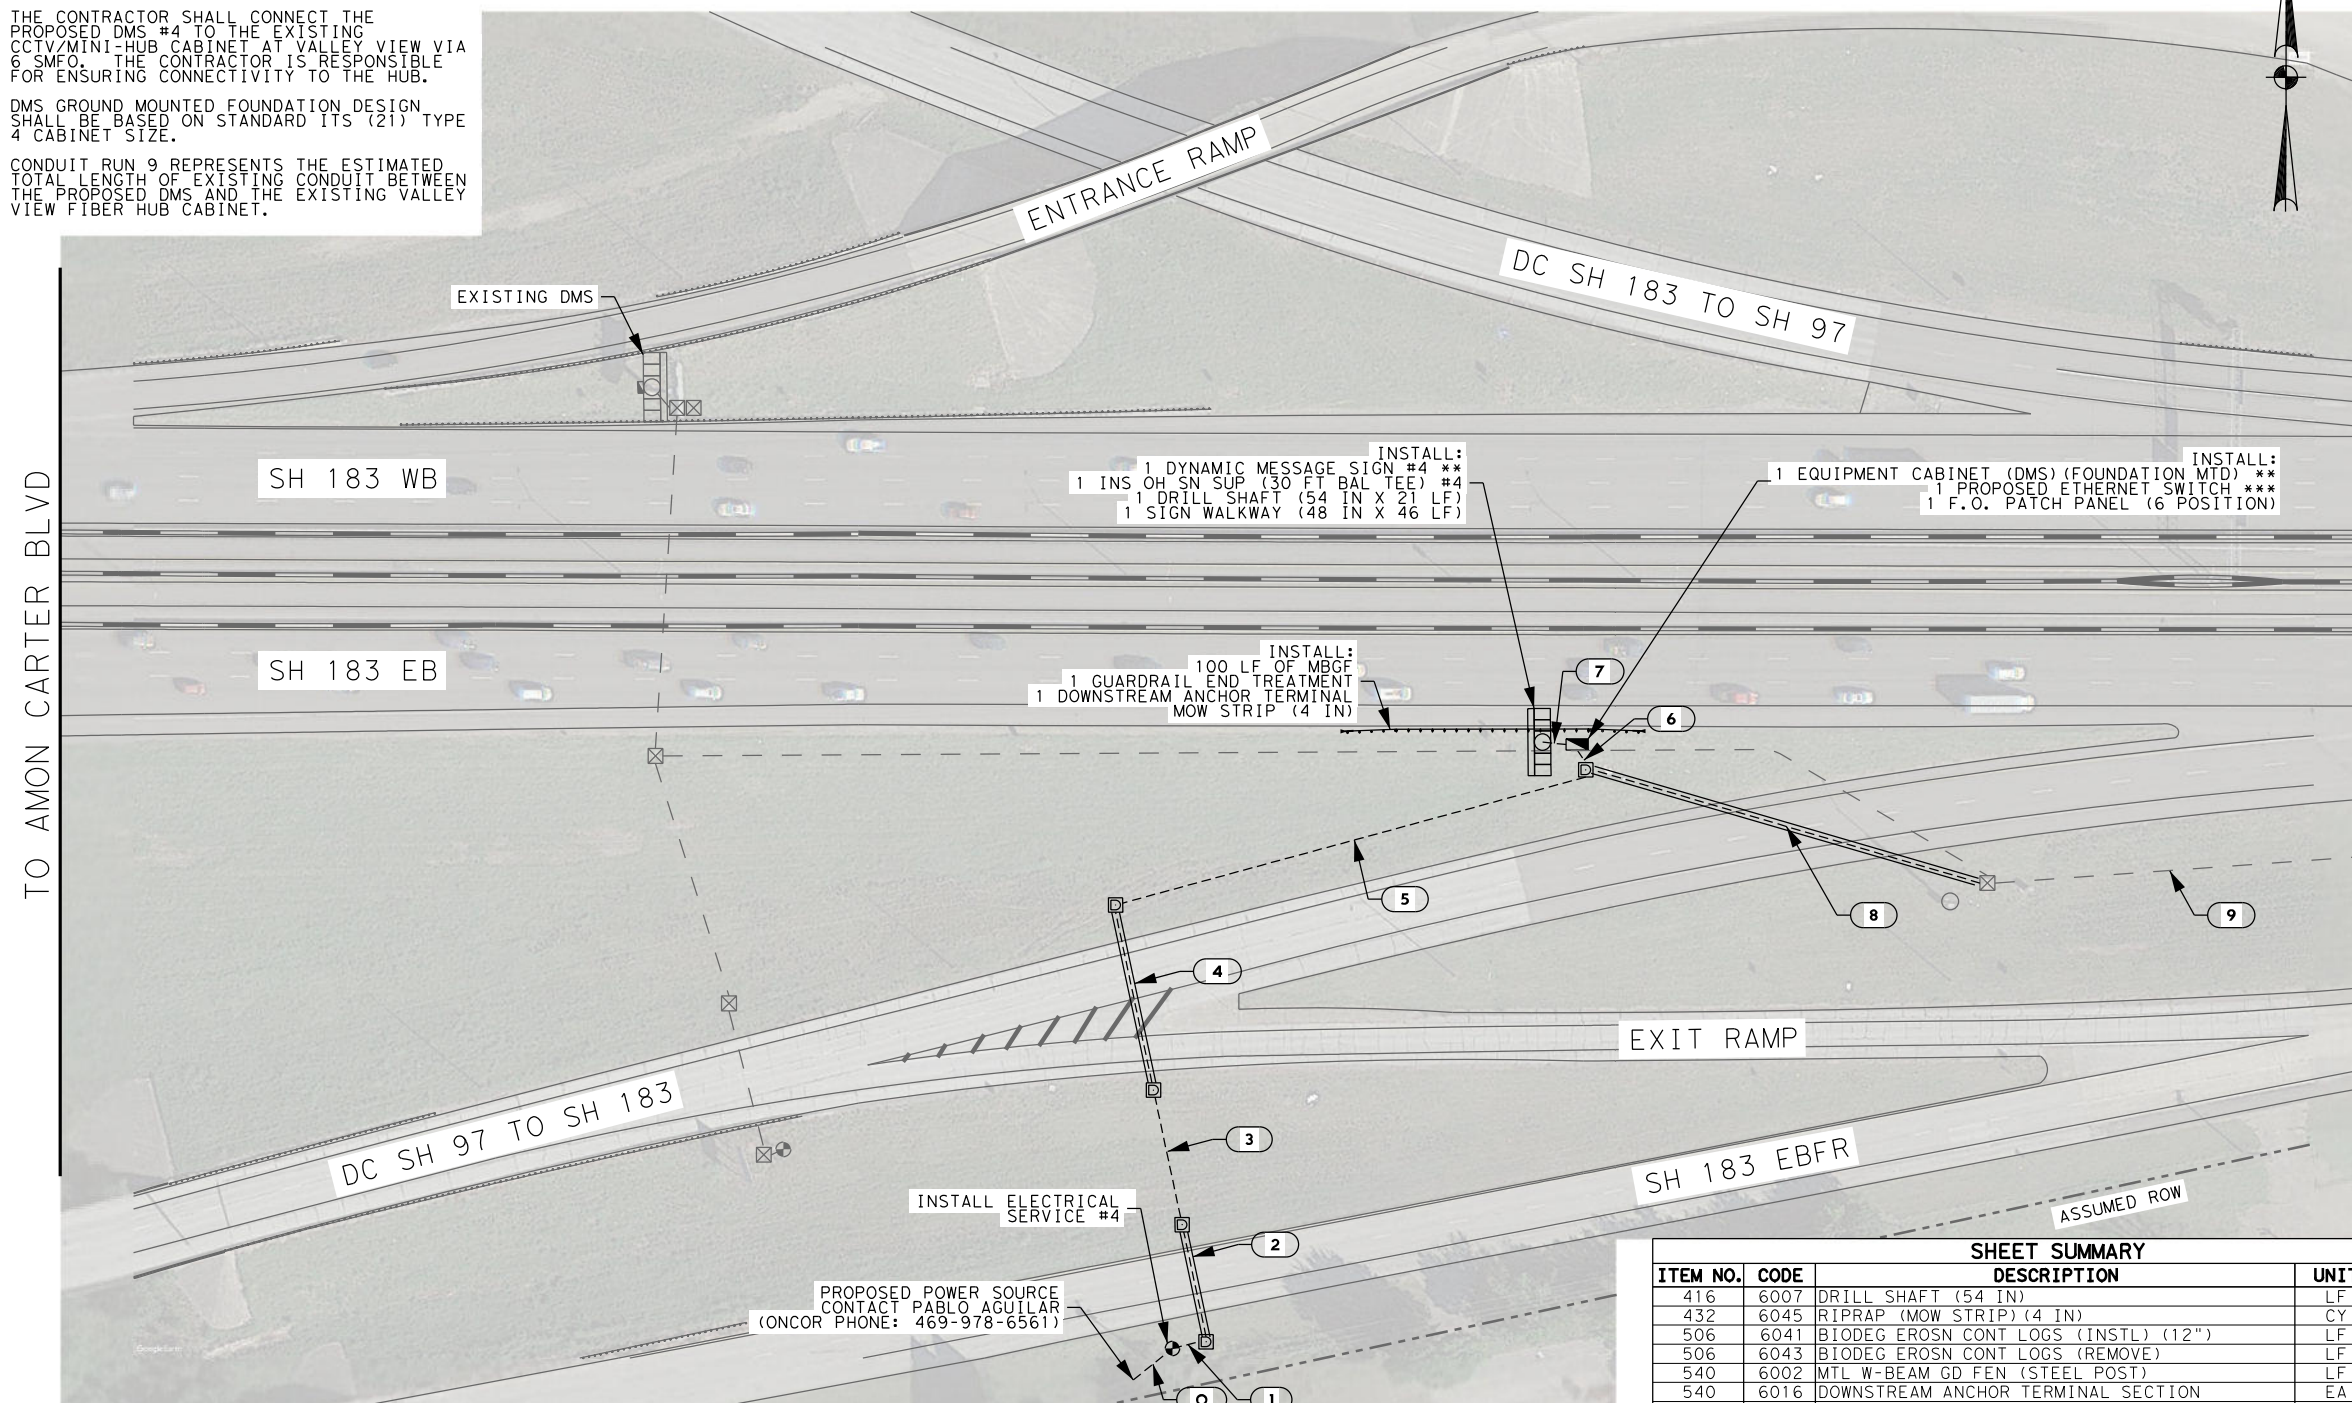 THE CONTRACTOR SHALL CONNECT THE
PROPOSED DMS #4 TO THE EXISTING
CCTV/MINI-HUB CABINET AT VALLEY VIEW VIA
6 SMFO. THE CONTRACTOR IS RESPONSIBLE
FOR ENSURING CONNECTIVITY TO THE HUB.
DMS GROUND MOUNTED FOUNDATION DESIGN
SHALL BE BASED ON STANDARD ITS (21) TYPE
4 CABINET SIZE.
CONDUIT RUN 9 REPRESENTS THE ESTIMATED
TOTAL LENGTH OF EXISTING CONDUIT BETWEEN
THE PROPOSED DMS AND THE EXISTING VALLEY
VIEW FIBER HUB CABINET.
ENTRANCE RAMP
DC SH 183 TO SH 97
EXISTING DMS
SH 183 WB
INSTALL:
1 DYNAMIC MESSAGE SIGN #4 **
1 INS OH SN SUP (30 FT BAL TEE) #4
1 DRILL SHAFT (54 IN X 21 LF)
1 SIGN WALKWAY (48 IN X 46 LF)
INSTALL:
1 EQUIPMENT CABINET (DMS)(FOUNDATION MTD) **
1 PROPOSED ETHERNET SWITCH ***
1 F.O. PATCH PANEL (6 POSITION)
TO AMON CARTER BLVD
SH 183 EB
INSTALL:
100 LF OF MBGF
1 GUARDRAIL END TREATMENT
1 DOWNSTREAM ANCHOR TERMINAL
MOW STRIP (4 IN)
7
6
D
5
8
9
D
4
EXIT RAMP
D
DC SH 97 TO SH 183
3
SH 183 EBFR
ASSUMED ROW
INSTALL ELECTRICAL
SERVICE #4
D
2
PROPOSED POWER SOURCE
CONTACT PABLO AGUILAR
(ONCOR PHONE: 469-978-6561)
D
0
1
Google Earth
SHEET SUMMARY
ITEM NO. CODE DESCRIPTION UNIT
416 6007 DRILL SHAFT (54 IN) LF
432 6045 RIPRAP (MOW STRIP)(4 IN) CY
506 6041 BIODEG EROSN CONT LOGS (INSTL) (12") LF
506 6043 BIODEG EROSN CONT LOGS (REMOVE) LF
540 6002 MTL W-BEAM GD FEN (STEEL POST) LF
540 6016 DOWNSTREAM ANCHOR TERMINAL SECTION EA